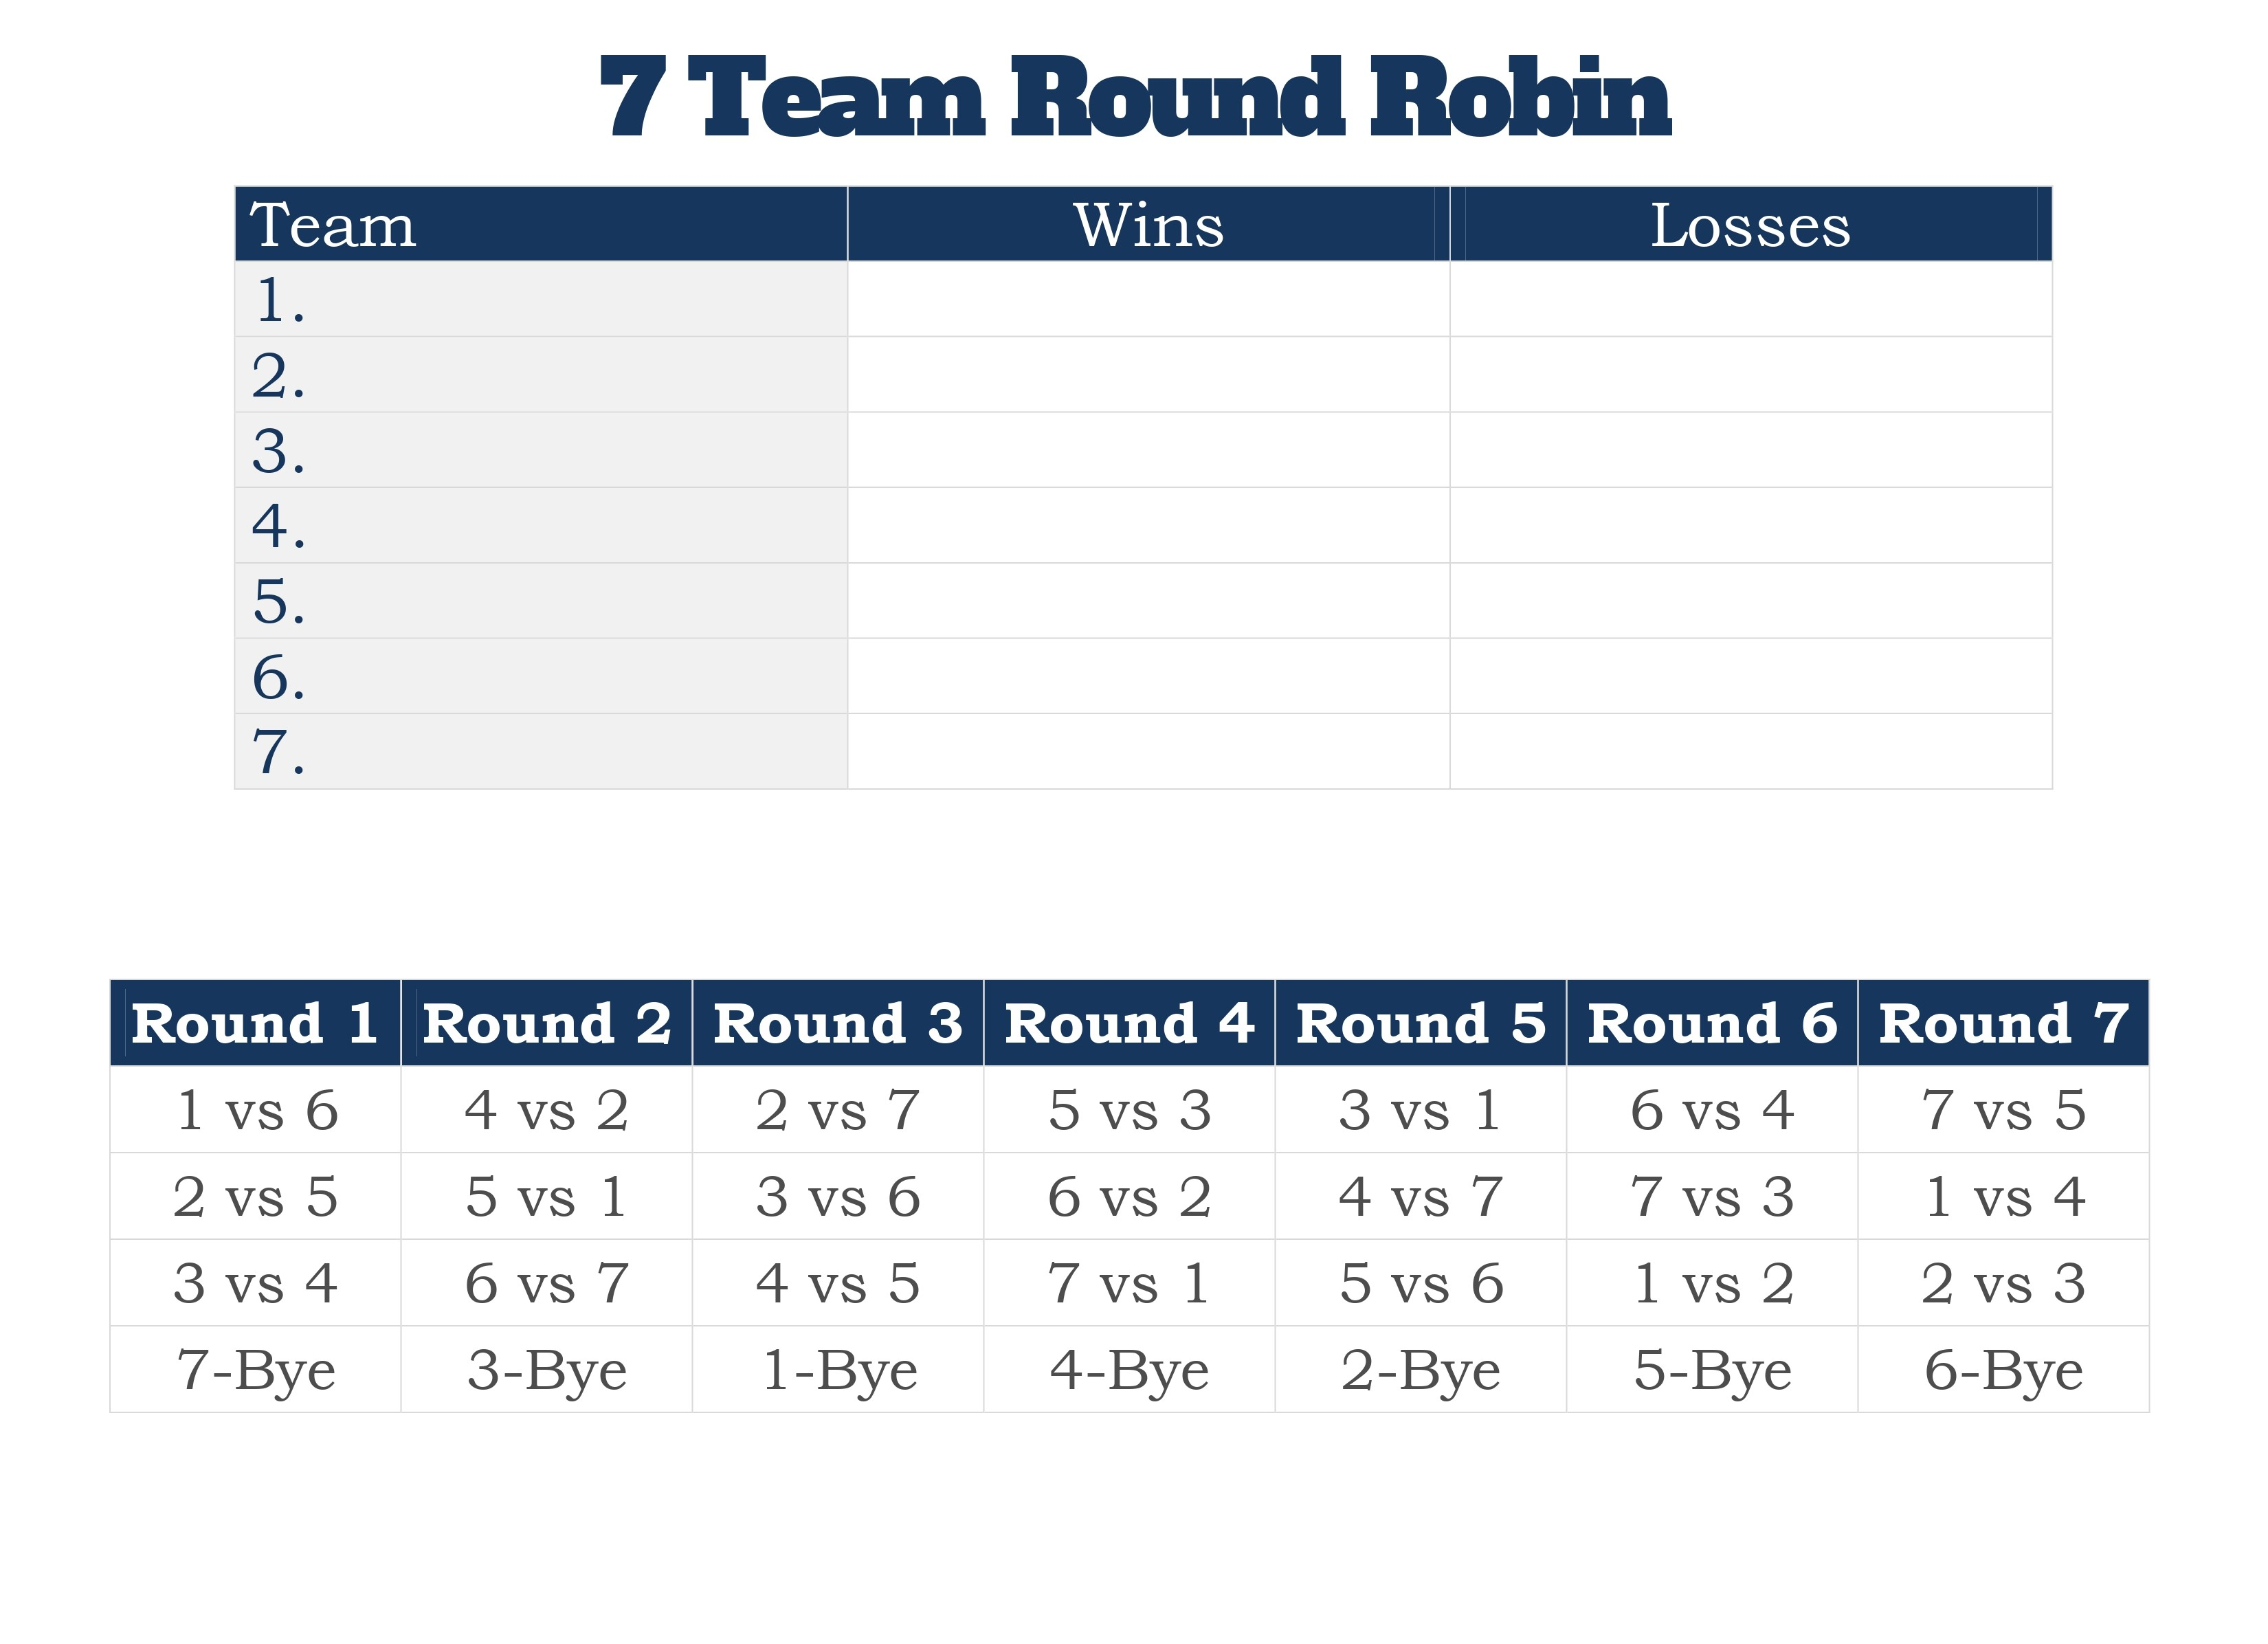 7 Team Round Robin
Team Wins Losses
1.
2.
3.
4.
5.
6.
7.
Round 1 Round 2 Round 3 Round 4 Round 5 Round 6 Round 7
1 vs 6 4 vs 2 2 vs 7 5 vs 3 3 vs 1 6 vs 4 7 vs 5
2 vs 5 5 vs 1 3 vs 6 6 vs 2 4 vs 7 7 vs 3 1 vs 4
3 vs 4 6 vs 7 4 vs 5 7 vs 1 5 vs 6 1 vs 2 2 vs 3
7-Bye 3-Bye 1-Bye 4-Bye 2-Bye 5-Bye 6-Bye